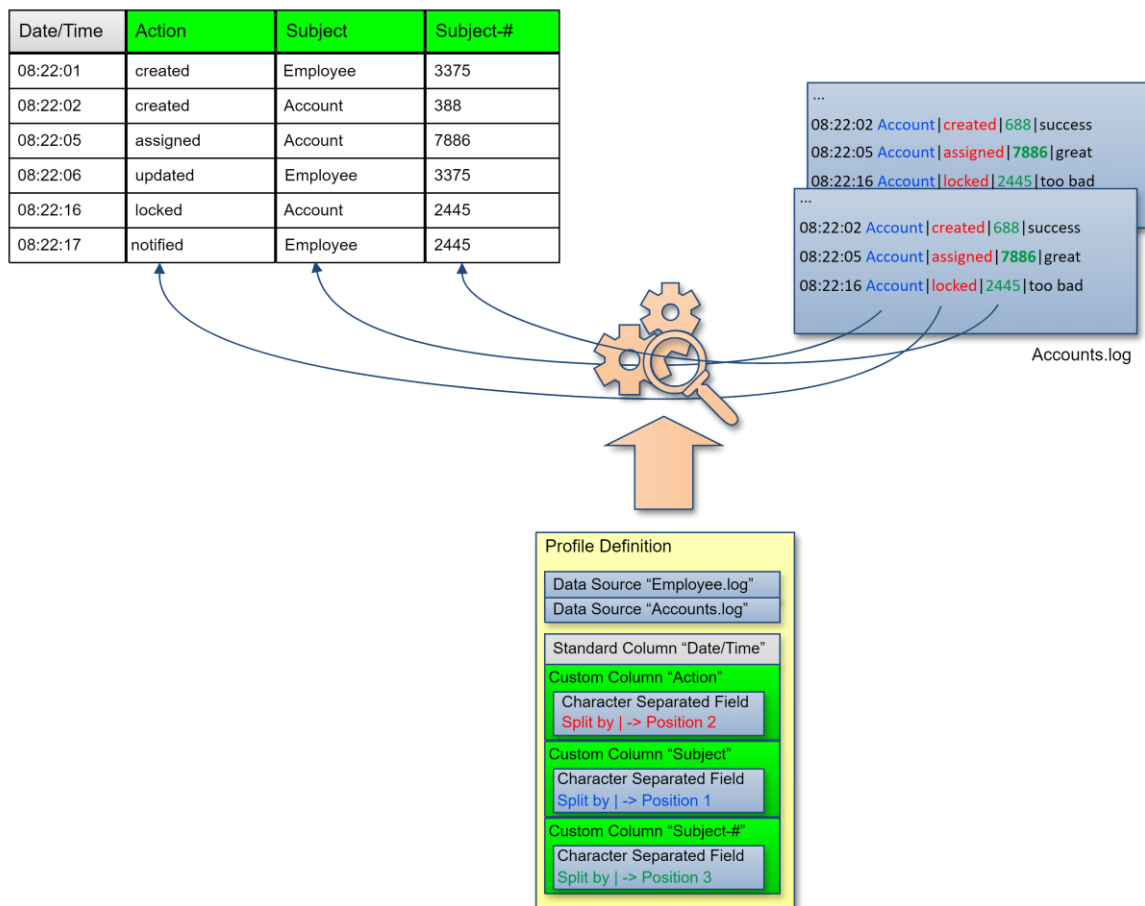 Date/Time Action Subject Subject-#
08:22:01 created Employee 3375
08:22:02 created Account 388
08:22:05 assigned Account 7886
08:22:06 updated Employee 3375
08:22:16 locked Account 2445
08:22:17 notified Employee 2445
...
08:22:02 Account|created|688|success
08:22:05 Account|assigned|7886|great
08:22:16 Account|locked|2445|too bad
...
08:22:02 Account|created|688|success
08:22:05 Account|assigned|7886|great
08:22:16 Account|locked|2445|too bad
Accounts.log
Profile Definition
Data Source “Employee.log”
Data Source “Accounts.log”
Standard Column “Date/Time”
Custom Column “Action”
Character Separated Field
Split by | -> Position 2
Custom Column “Subject”
Character Separated Field
Split by | -> Position 1
Custom Column “Subject-#”
Character Separated Field
Split by | -> Position 3